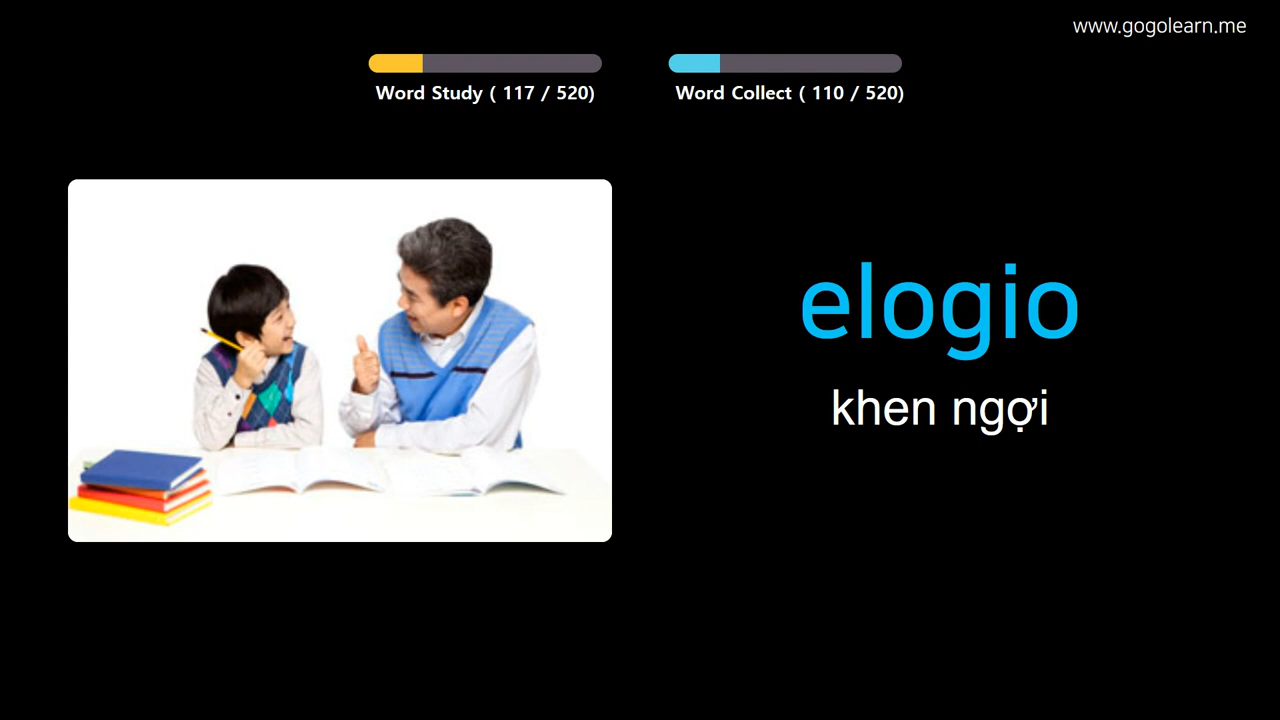 www.gogolearn.me
Word Study ( 117 / 520)
Word Collect ( 110 / 520)
elogio
khen ngợi